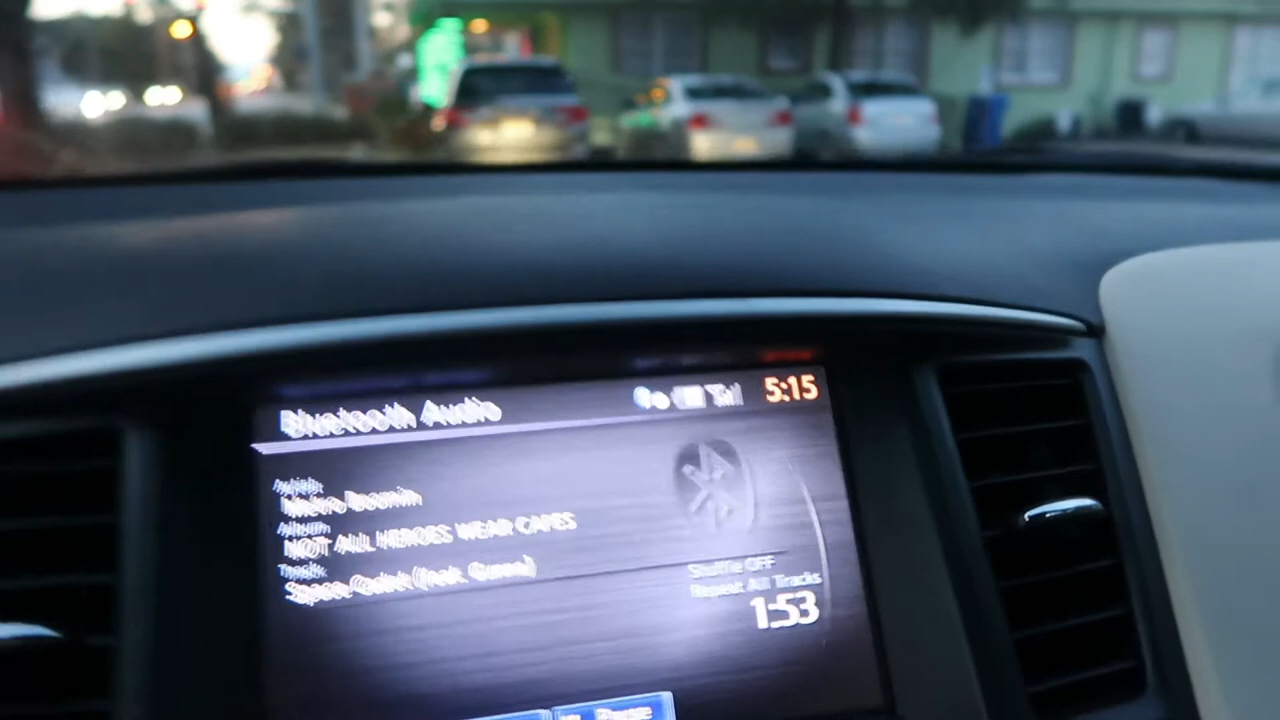 Bluetooth Audio
5:15
Artist
Metro Boomin
Album
NOT ALL HEROES WEAR CAPES
Track
Space Cadet (feat. Gunna)
Shuffle OFF
Repeat All Tracks
1:53
Pause